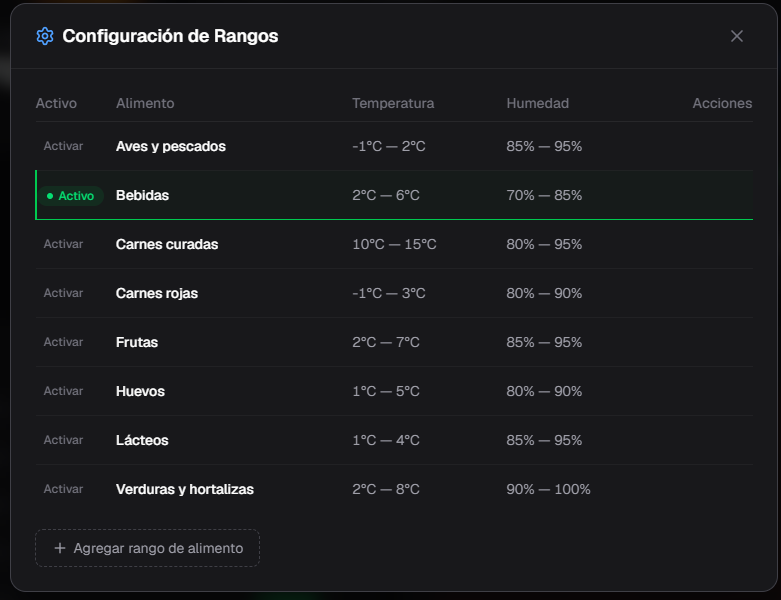 Configuración de Rangos
Activo Alimento Temperatura Humedad Acciones
Activar Aves y pescados -1°C — 2°C 85% — 95%
Activo Bebidas 2°C — 6°C 70% — 85%
Activar Carnes curadas 10°C — 15°C 80% — 95%
Activar Carnes rojas -1°C — 3°C 80% — 90%
Activar Frutas 2°C — 7°C 85% — 95%
Activar Huevos 1°C — 5°C 80% — 90%
Activar Lácteos 1°C — 4°C 85% — 95%
Activar Verduras y hortalizas 2°C — 8°C 90% — 100%
+ Agregar rango de alimento